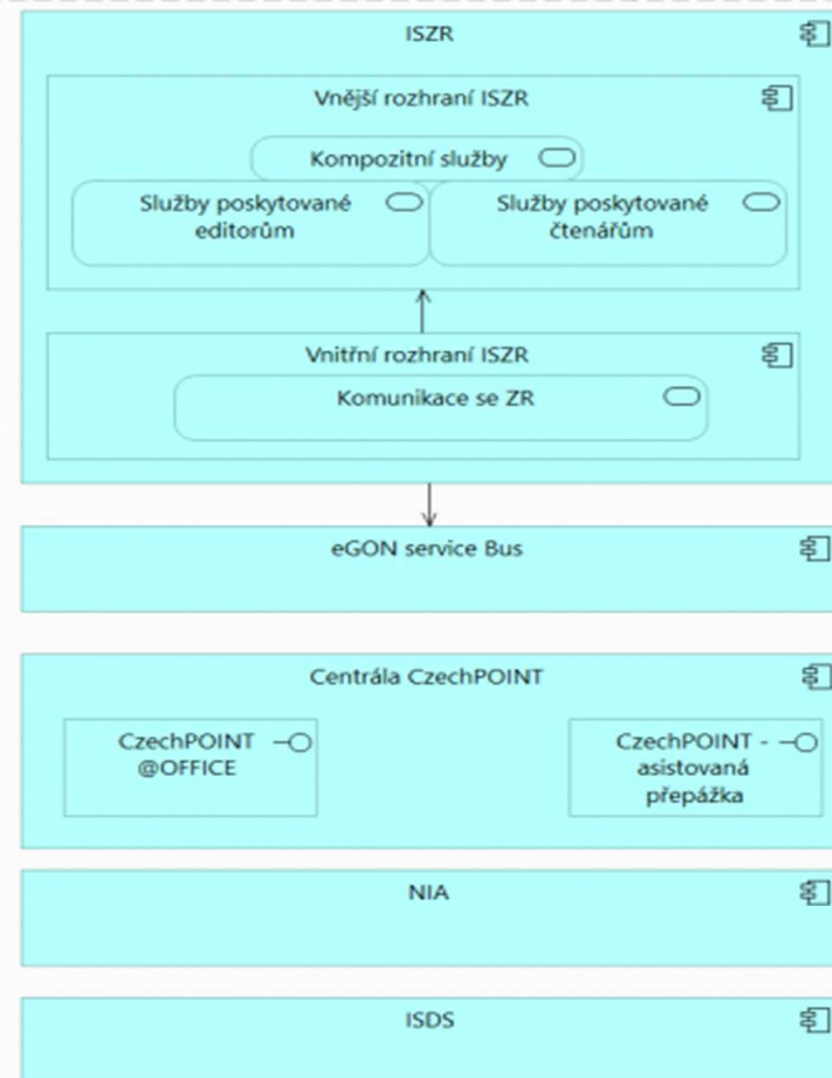 ISZR
Vnější rozhraní ISZR
Kompozitní služby
Služby poskytované
editorům
Služby poskytované
čtenářům
Vnitřní rozhraní ISZR
Komunikace se ZR
eGON service Bus
Centrála CzechPOINT
CzechPOINT
@OFFICE
CzechPOINT -
asistovaná
přepážka
NIA
ISDS